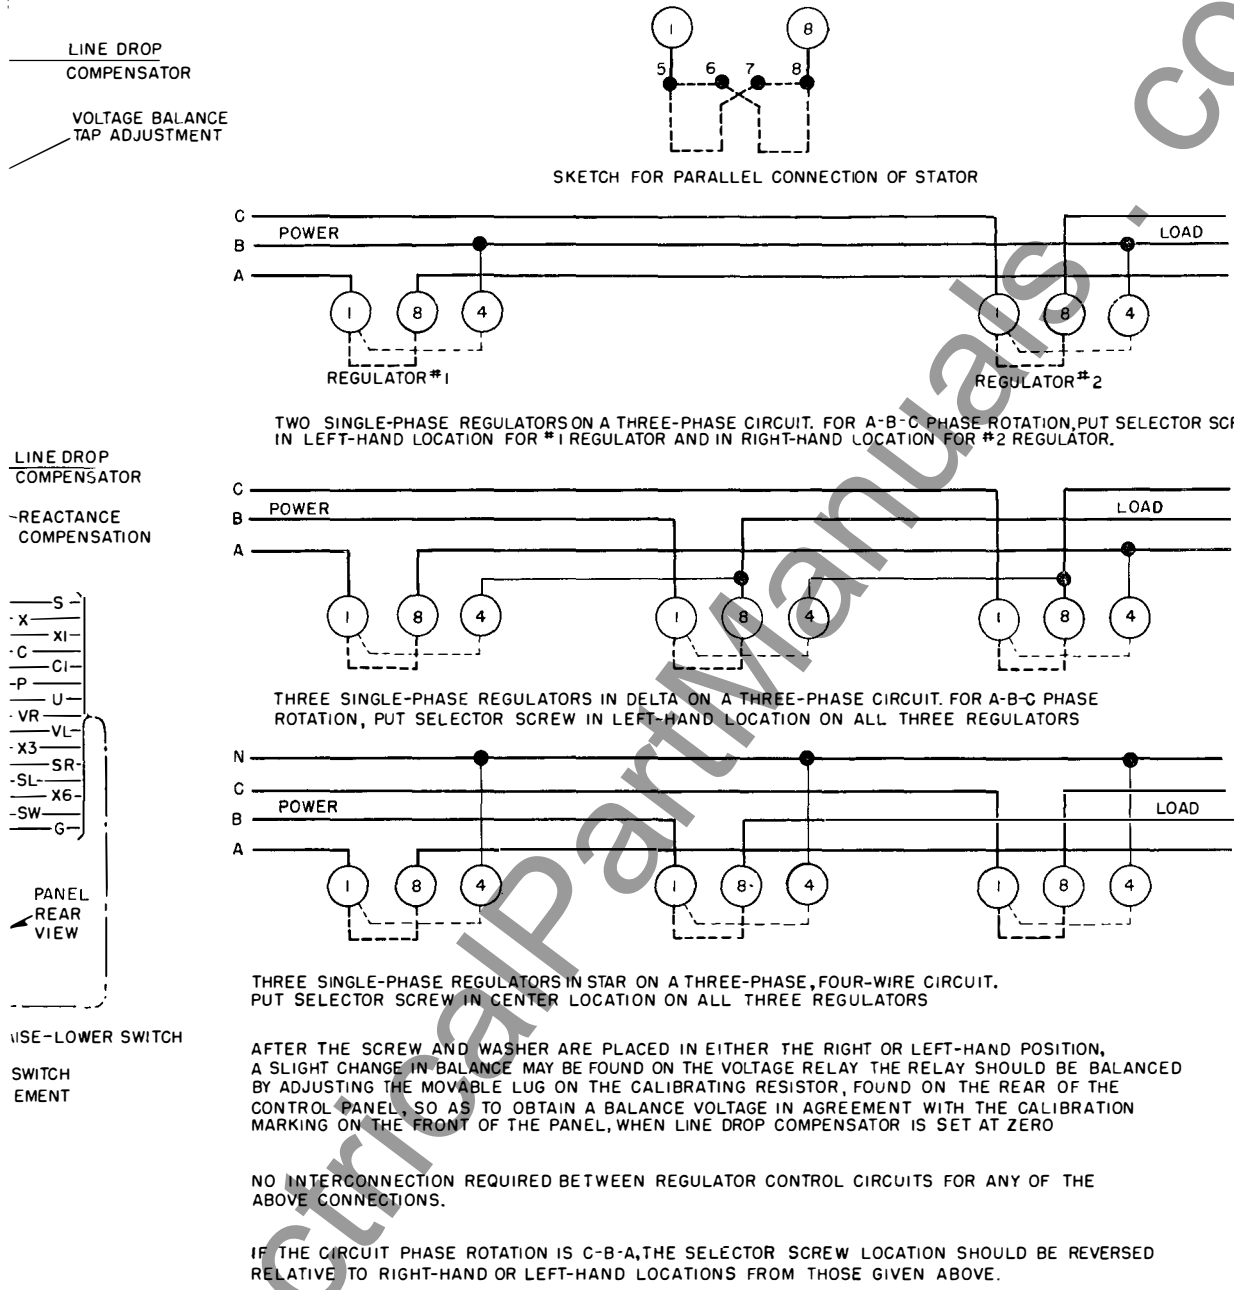 LINE DROP
COMPENSATOR
VOLTAGE BALANCE
TAP ADJUSTMENT
1 8
5 6 7 8
SKETCH FOR PARALLEL CONNECTION OF STATOR
C
POWER
LOAD
B
A
1 8 4
1 8 4
REGULATOR #1
REGULATOR #2
TWO SINGLE-PHASE REGULATORS ON A THREE-PHASE CIRCUIT. FOR A-B-C PHASE ROTATION, PUT SELECTOR SC
IN LEFT-HAND LOCATION FOR #1 REGULATOR AND IN RIGHT-HAND LOCATION FOR #2 REGULATOR.
LINE DROP
COMPENSATOR
REACTANCE
COMPENSATION
C
POWER
LOAD
B
A
1 8 4
1 8 4
1 8 4
S
X
X1
C
C1
P
U
VR
VL
X3
SR
SL
X6
SW
G
THREE SINGLE-PHASE REGULATORS IN DELTA ON A THREE-PHASE CIRCUIT. FOR A-B-C PHASE
ROTATION, PUT SELECTOR SCREW IN LEFT-HAND LOCATION ON ALL THREE REGULATORS
N
C
POWER
LOAD
B
A
1 8 4
1 8 4
1 8 4
PANEL
REAR
VIEW
THREE SINGLE-PHASE REGULATORS IN STAR ON A THREE-PHASE, FOUR-WIRE CIRCUIT.
PUT SELECTOR SCREW IN CENTER LOCATION ON ALL THREE REGULATORS
AISE-LOWER SWITCH
SWITCH
EMENT
AFTER THE SCREW AND WASHER ARE PLACED IN EITHER THE RIGHT OR LEFT-HAND POSITION,
A SLIGHT CHANGE IN BALANCE MAY BE FOUND ON THE VOLTAGE RELAY THE RELAY SHOULD BE BALANCED
BY ADJUSTING THE MOVABLE LUG ON THE CALIBRATING RESISTOR, FOUND ON THE REAR OF THE
CONTROL PANEL, SO AS TO OBTAIN A BALANCE VOLTAGE IN AGREEMENT WITH THE CALIBRATION
MARKING ON THE FRONT OF THE PANEL, WHEN LINE DROP COMPENSATOR IS SET AT ZERO
NO INTERCONNECTION REQUIRED BETWEEN REGULATOR CONTROL CIRCUITS FOR ANY OF THE
ABOVE CONNECTIONS.
IF THE CIRCUIT PHASE ROTATION IS C-B-A, THE SELECTOR SCREW LOCATION SHOULD BE REVERSED
RELATIVE TO RIGHT-HAND OR LEFT-HAND LOCATIONS FROM THOSE GIVEN ABOVE.
ctricalPartManuals . co